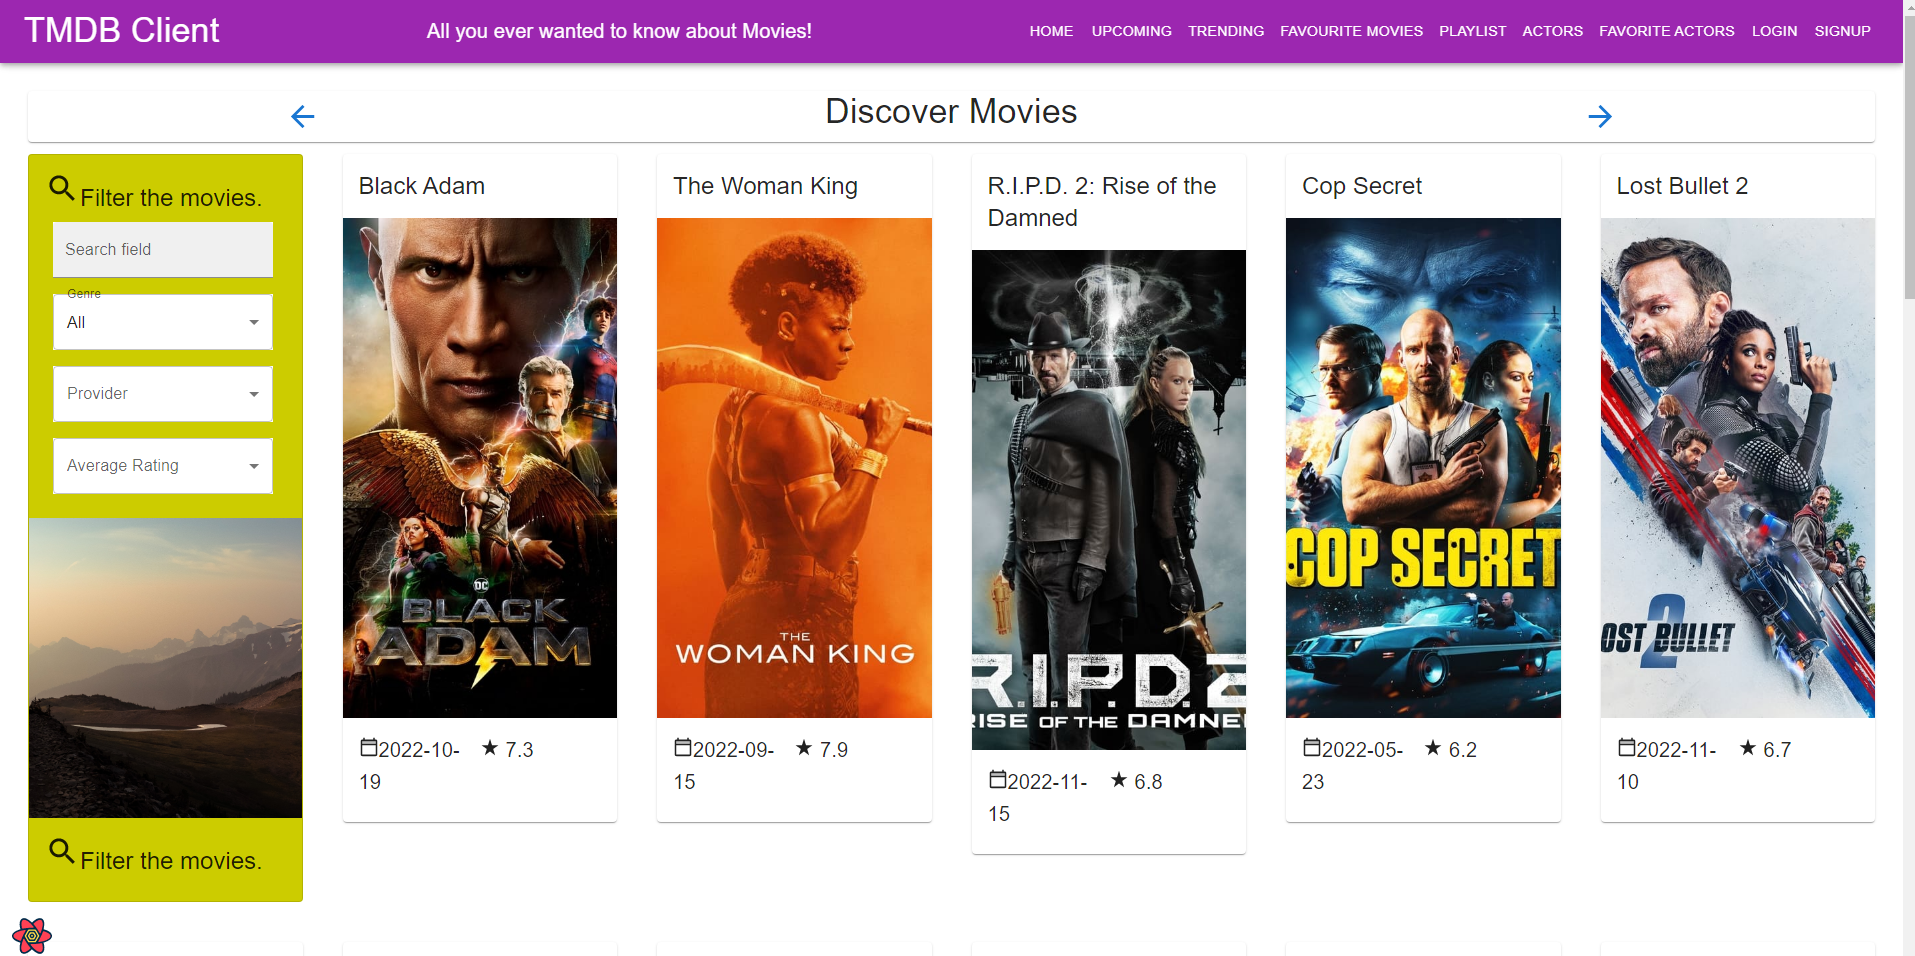 TMDB Client
All you ever wanted to know about Movies!
HOME UPCOMING TRENDING FAVOURITE MOVIES PLAYLIST ACTORS FAVORITE ACTORS LOGIN SIGNUP
Discover Movies
Filter the movies.
Search field
Genre
All
Provider
Average Rating
Filter the movies.
Black Adam
DC
BLACK
ADAM
2022-10-
19
7.3
The Woman King
THE
WOMAN KING
2022-09-
15
7.9
R.I.P.D. 2: Rise of the
Damned
R.I.P.D. 2
RISE OF THE DAMNE
2022-11-
15
6.8
Cop Secret
COP SECRET
2022-05-
23
6.2
Lost Bullet 2
OST BULLET
2
2022-11-
10
6.7